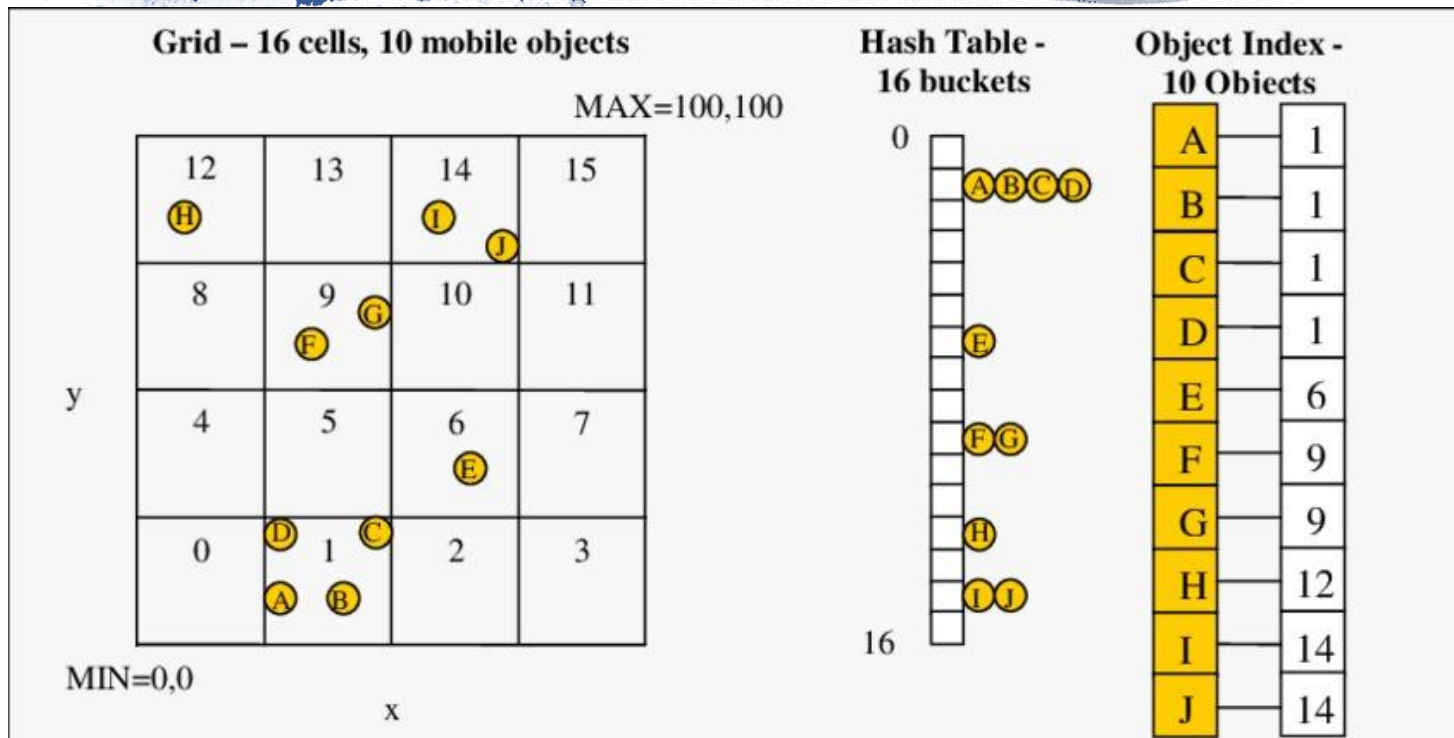 Grid – 16 cells, 10 mobile objects
MAX=100,100
12 13 14 15
H I J
8 9 10 11
G
F
y
4 5 6 7
E
D C
0 1 2 3
A B
MIN=0,0
x
Hash Table -
16 buckets
0
A B C D
E
F G
H
I J
16
Object Index -
10 Objects
A 1
B 1
C 1
D 1
E 6
F 9
G 9
H 12
I 14
J 14